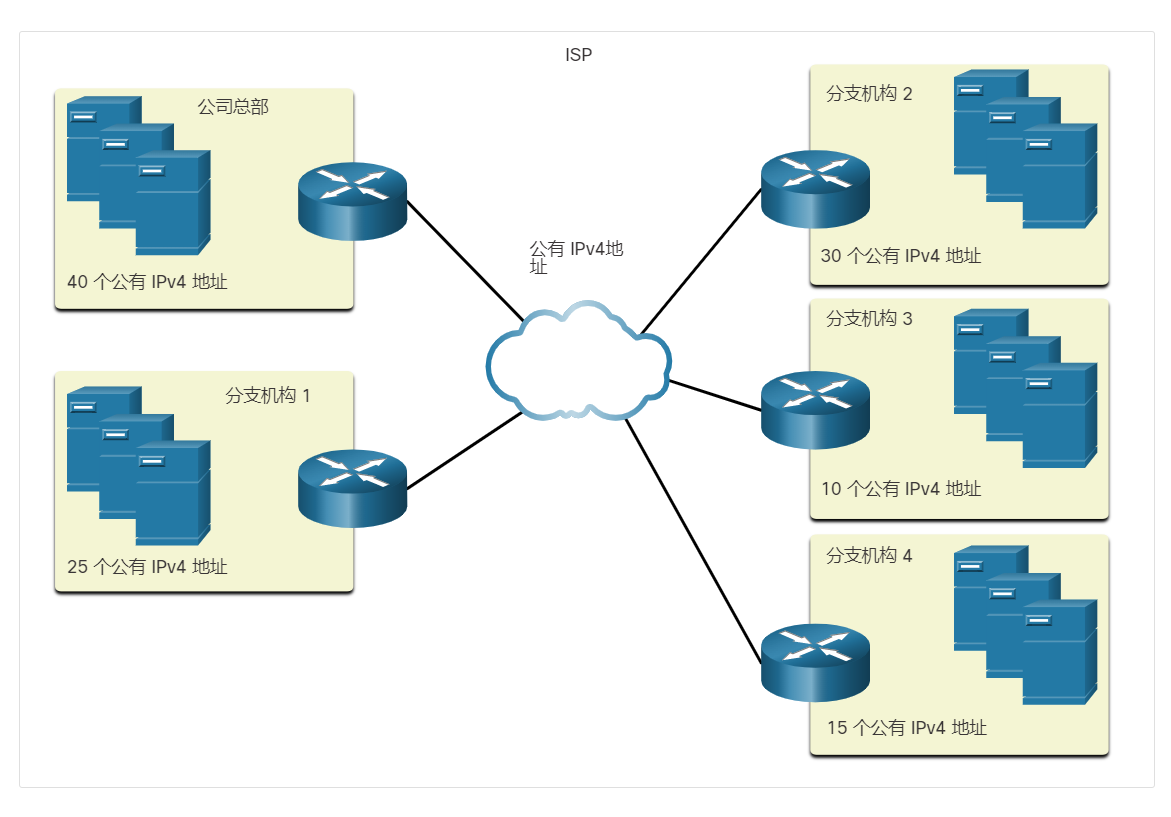 ISP
公司总部
40 个公有 IPv4 地址
分支机构 1
25 个公有 IPv4 地址
公有 IPv4地
址
分支机构 2
30 个公有 IPv4 地址
分支机构 3
10 个公有 IPv4 地址
分支机构 4
15 个公有 IPv4 地址